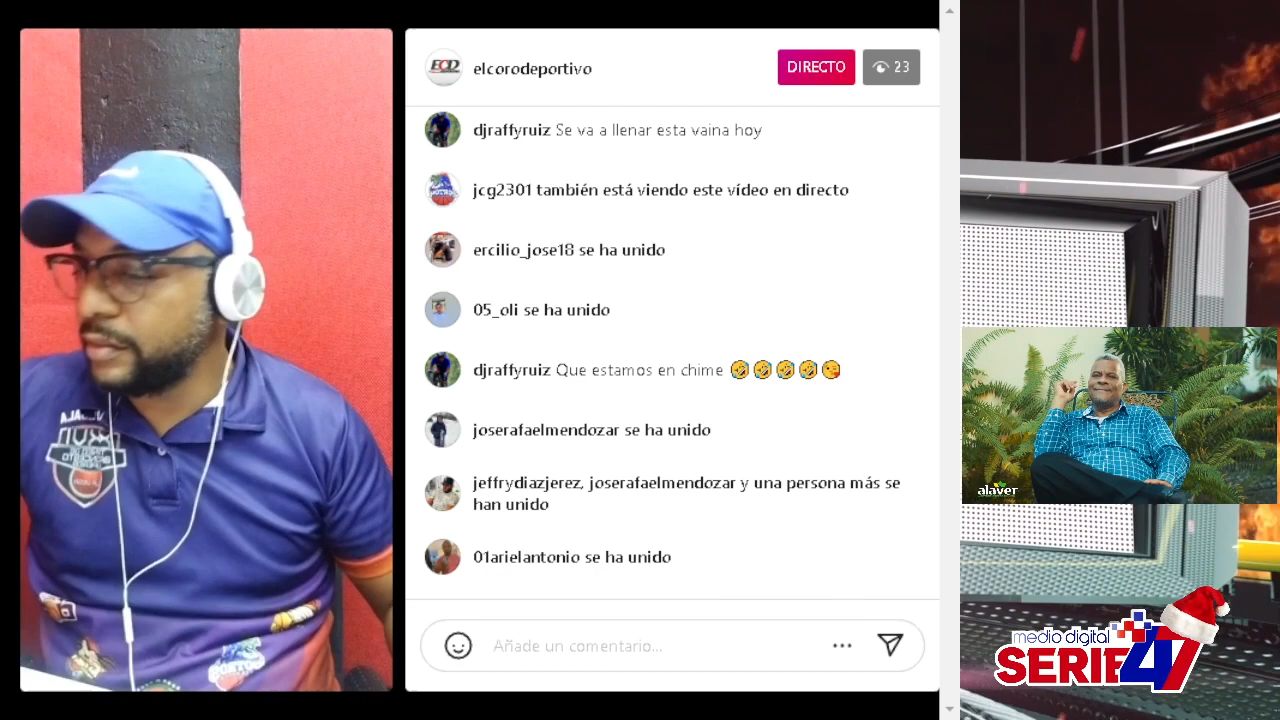 ECD
elcorodeportivo
DIRECTO
23
djraffyruiz Se va a llenar esta vaina hoy
jcg2301 también está viendo este vídeo en directo
ercilio_jose18 se ha unido
05_oli se ha unido
djraffyruiz Que estamos en chime 🤣🤣🤣🤣😘
joserafaelmendozar se ha unido
jeffrydiazjerez, joserafaelmendozar y una persona más se
han unido
01arielantonio se ha unido
Añade un comentario...
alaver
medio digital
SERIE 47